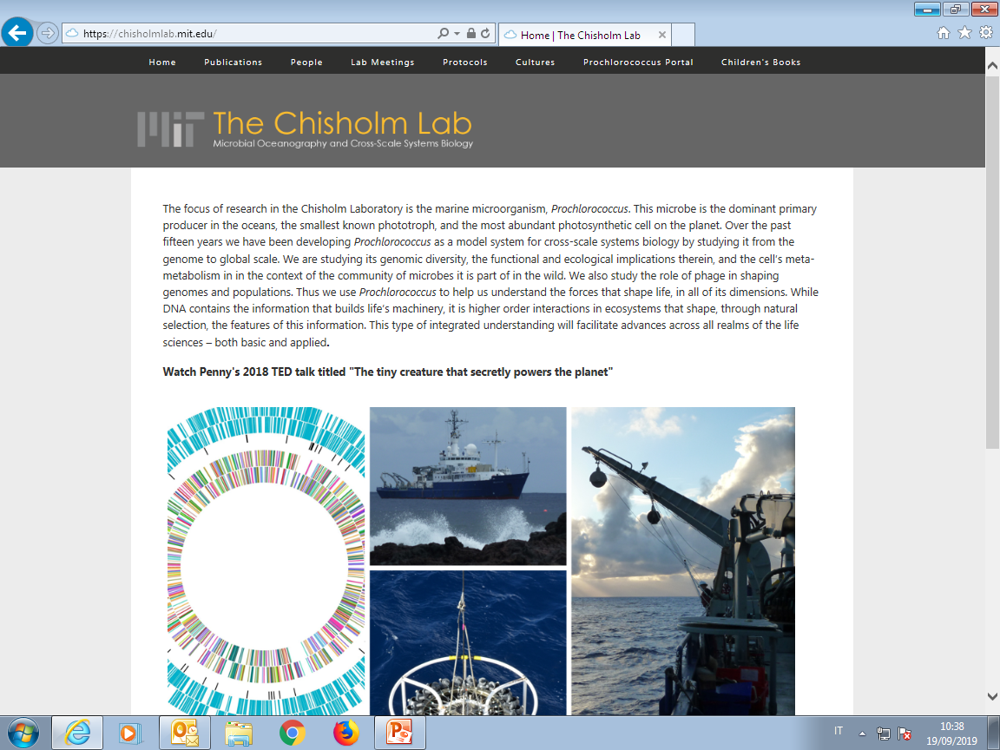 https://chisholmlab.mit.edu/
Home | The Chisholm Lab
Home Publications People Lab Meetings Protocols Cultures Prochlorococcus Portal Children's Books
MIT The Chisholm Lab
Microbial Oceanography and Cross-Scale Systems Biology
The focus of research in the Chisholm Laboratory is the marine microorganism, Prochlorococcus. This microbe is the dominant primary
producer in the oceans, the smallest known phototroph, and the most abundant photosynthetic cell on the planet. Over the past
fifteen years we have been developing Prochlorococcus as a model system for cross-scale systems biology by studying it from the
genome to global scale. We are studying its genomic diversity, the functional and ecological implications therein, and the cell's meta-
metabolism in in the context of the community of microbes it is part of in the wild. We also study the role of phage in shaping
genomes and populations. Thus we use Prochlorococcus to help us understand the forces that shape life, in all of its dimensions. While
DNA contains the information that builds life's machinery, it is higher order interactions in ecosystems that shape, through natural
selection, the features of this information. This type of integrated understanding will facilitate advances across all realms of the life
sciences – both basic and applied.
Watch Penny's 2018 TED talk titled "The tiny creature that secretly powers the planet"
IT
10:38
19/09/2019